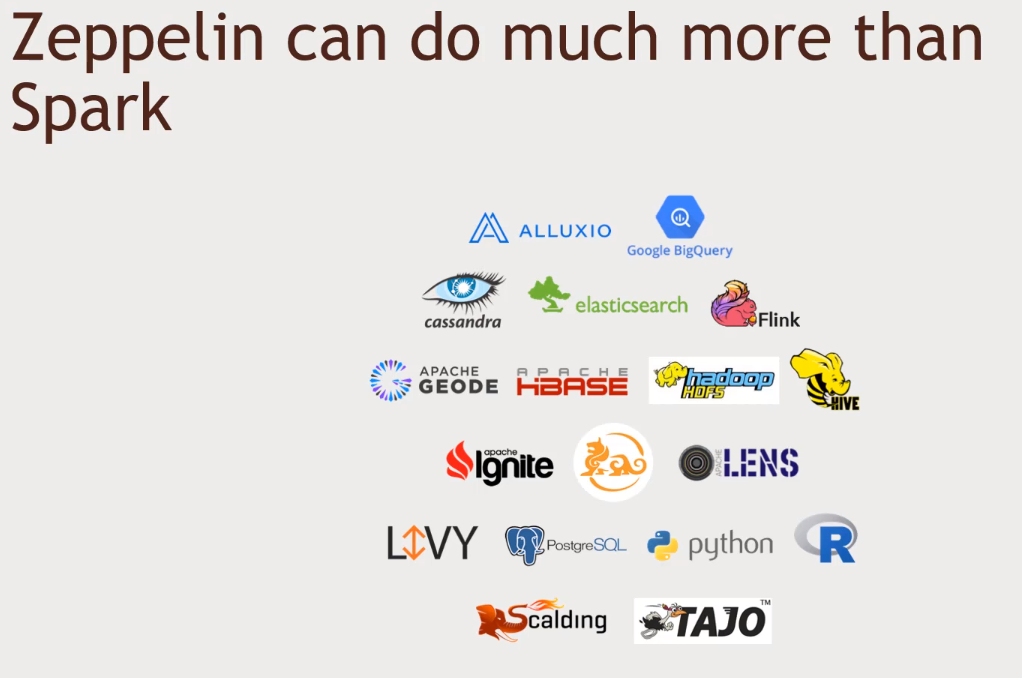 Zeppelin can do much more than
Spark
ALLUXIO
Google BigQuery
cassandra
elasticsearch
Flink
APACHE
GEODE
APACHE
HBASE
hadoop
HDFS
HIVE
apache
Ignite
APACHE
LENS
LIVY
PostgreSQL
python
R
Scalding
TAJO™